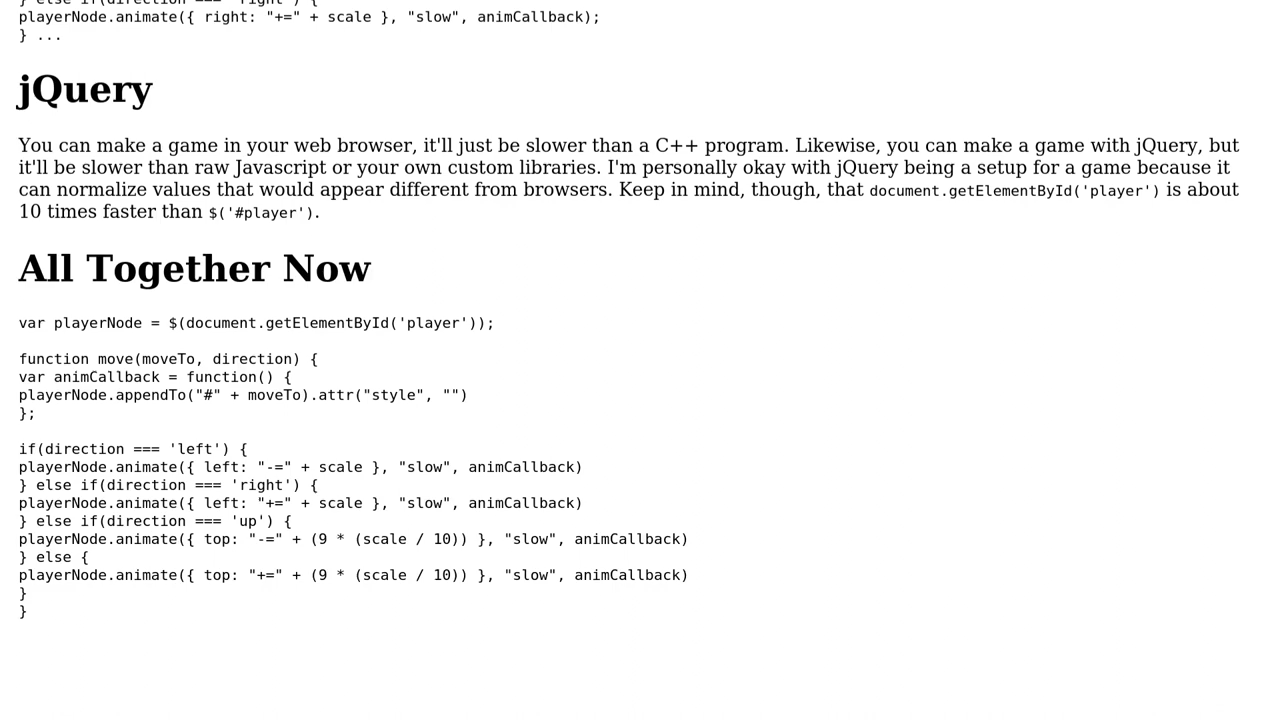 } else if(direction === 'right') {
playerNode.animate({ right: "+=" + scale }, "slow", animCallback);
} ...
jQuery
You can make a game in your web browser, it'll just be slower than a C++ program. Likewise, you can make a game with jQuery, but
it'll be slower than raw Javascript or your own custom libraries. I'm personally okay with jQuery being a setup for a game because it
can normalize values that would appear different from browsers. Keep in mind, though, that document.getElementById('player') is about
10 times faster than $('#player').
All Together Now
var playerNode = $(document.getElementById('player'));
function move(moveTo, direction) {
var animCallback = function() {
playerNode.appendTo("#" + moveTo).attr("style", "")
};
if(direction === 'left') {
playerNode.animate({ left: "-=" + scale }, "slow", animCallback)
} else if(direction === 'right') {
playerNode.animate({ left: "+=" + scale }, "slow", animCallback)
} else if(direction === 'up') {
playerNode.animate({ top: "-=" + (9 * (scale / 10)) }, "slow", animCallback)
} else {
playerNode.animate({ top: "+=" + (9 * (scale / 10)) }, "slow", animCallback)
}
}